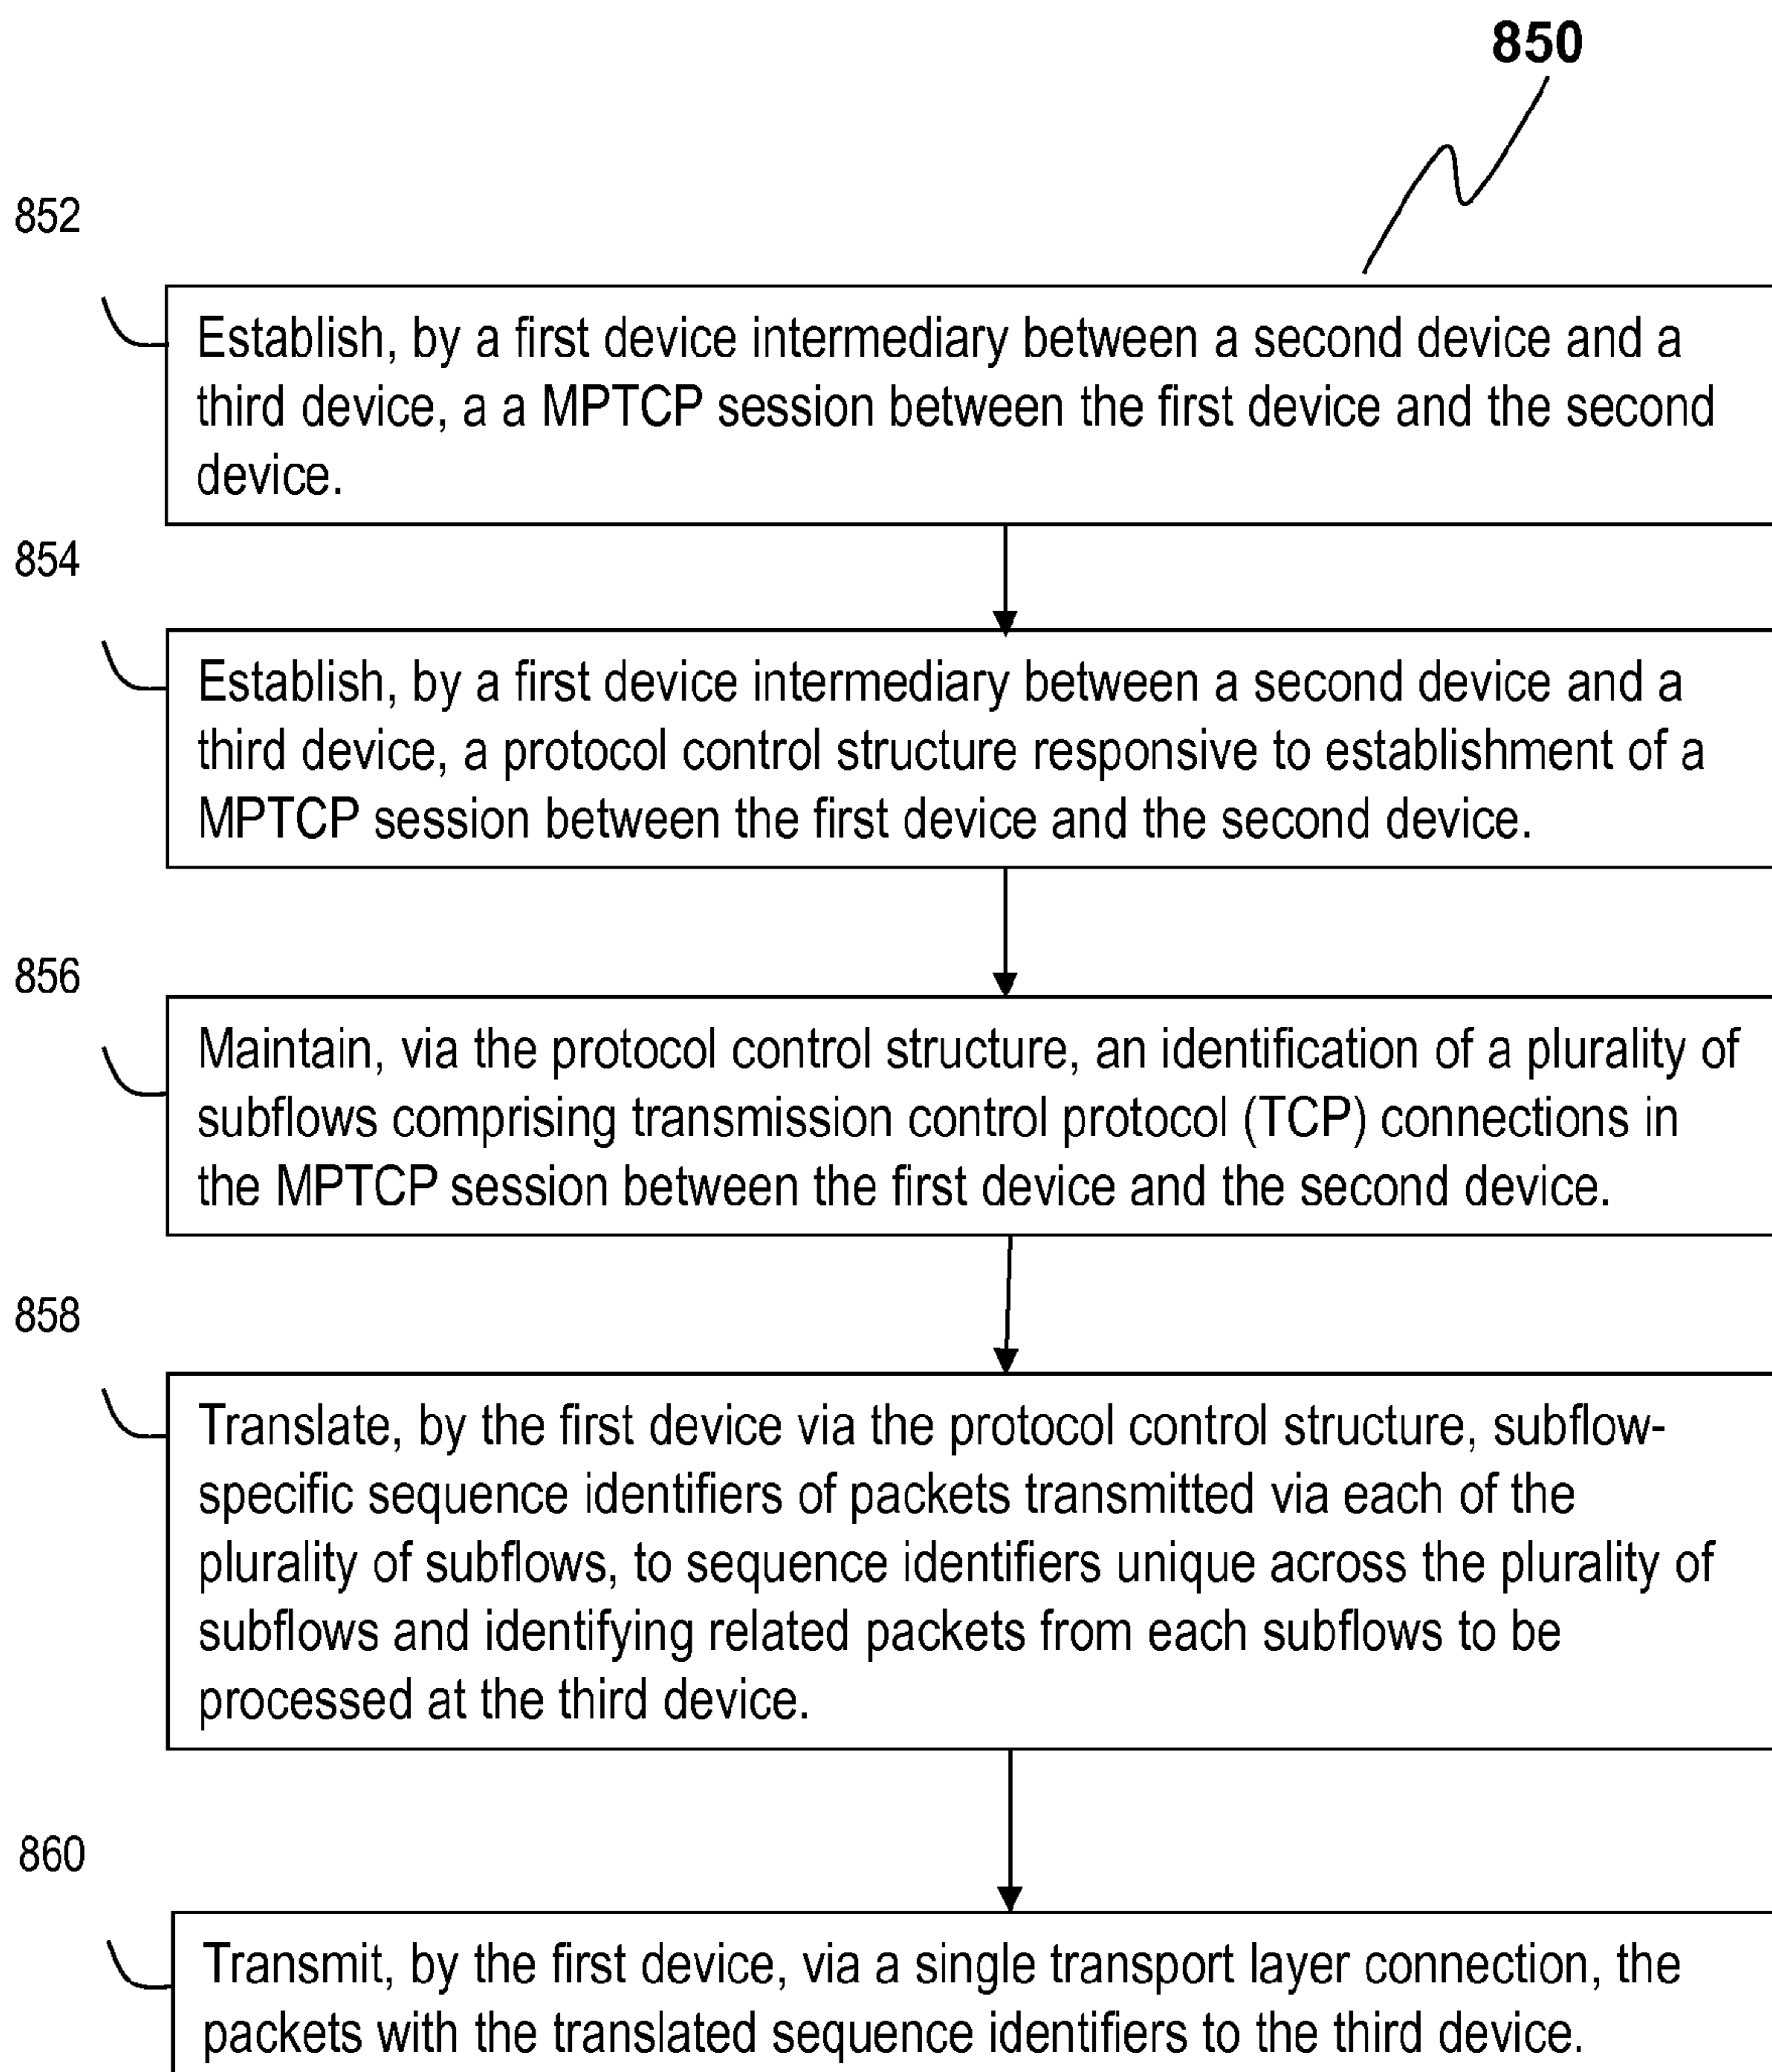 850
852
Establish, by a first device intermediary between a second device and a
third device, a a MPTCP session between the first device and the second
device.
854
Establish, by a first device intermediary between a second device and a
third device, a protocol control structure responsive to establishment of a
MPTCP session between the first device and the second device.
856
Maintain, via the protocol control structure, an identification of a plurality of
subflows comprising transmission control protocol (TCP) connections in
the MPTCP session between the first device and the second device.
858
Translate, by the first device via the protocol control structure, subflow-
specific sequence identifiers of packets transmitted via each of the
plurality of subflows, to sequence identifiers unique across the plurality of
subflows and identifying related packets from each subflows to be
processed at the third device.
860
Transmit, by the first device, via a single transport layer connection, the
packets with the translated sequence identifiers to the third device.